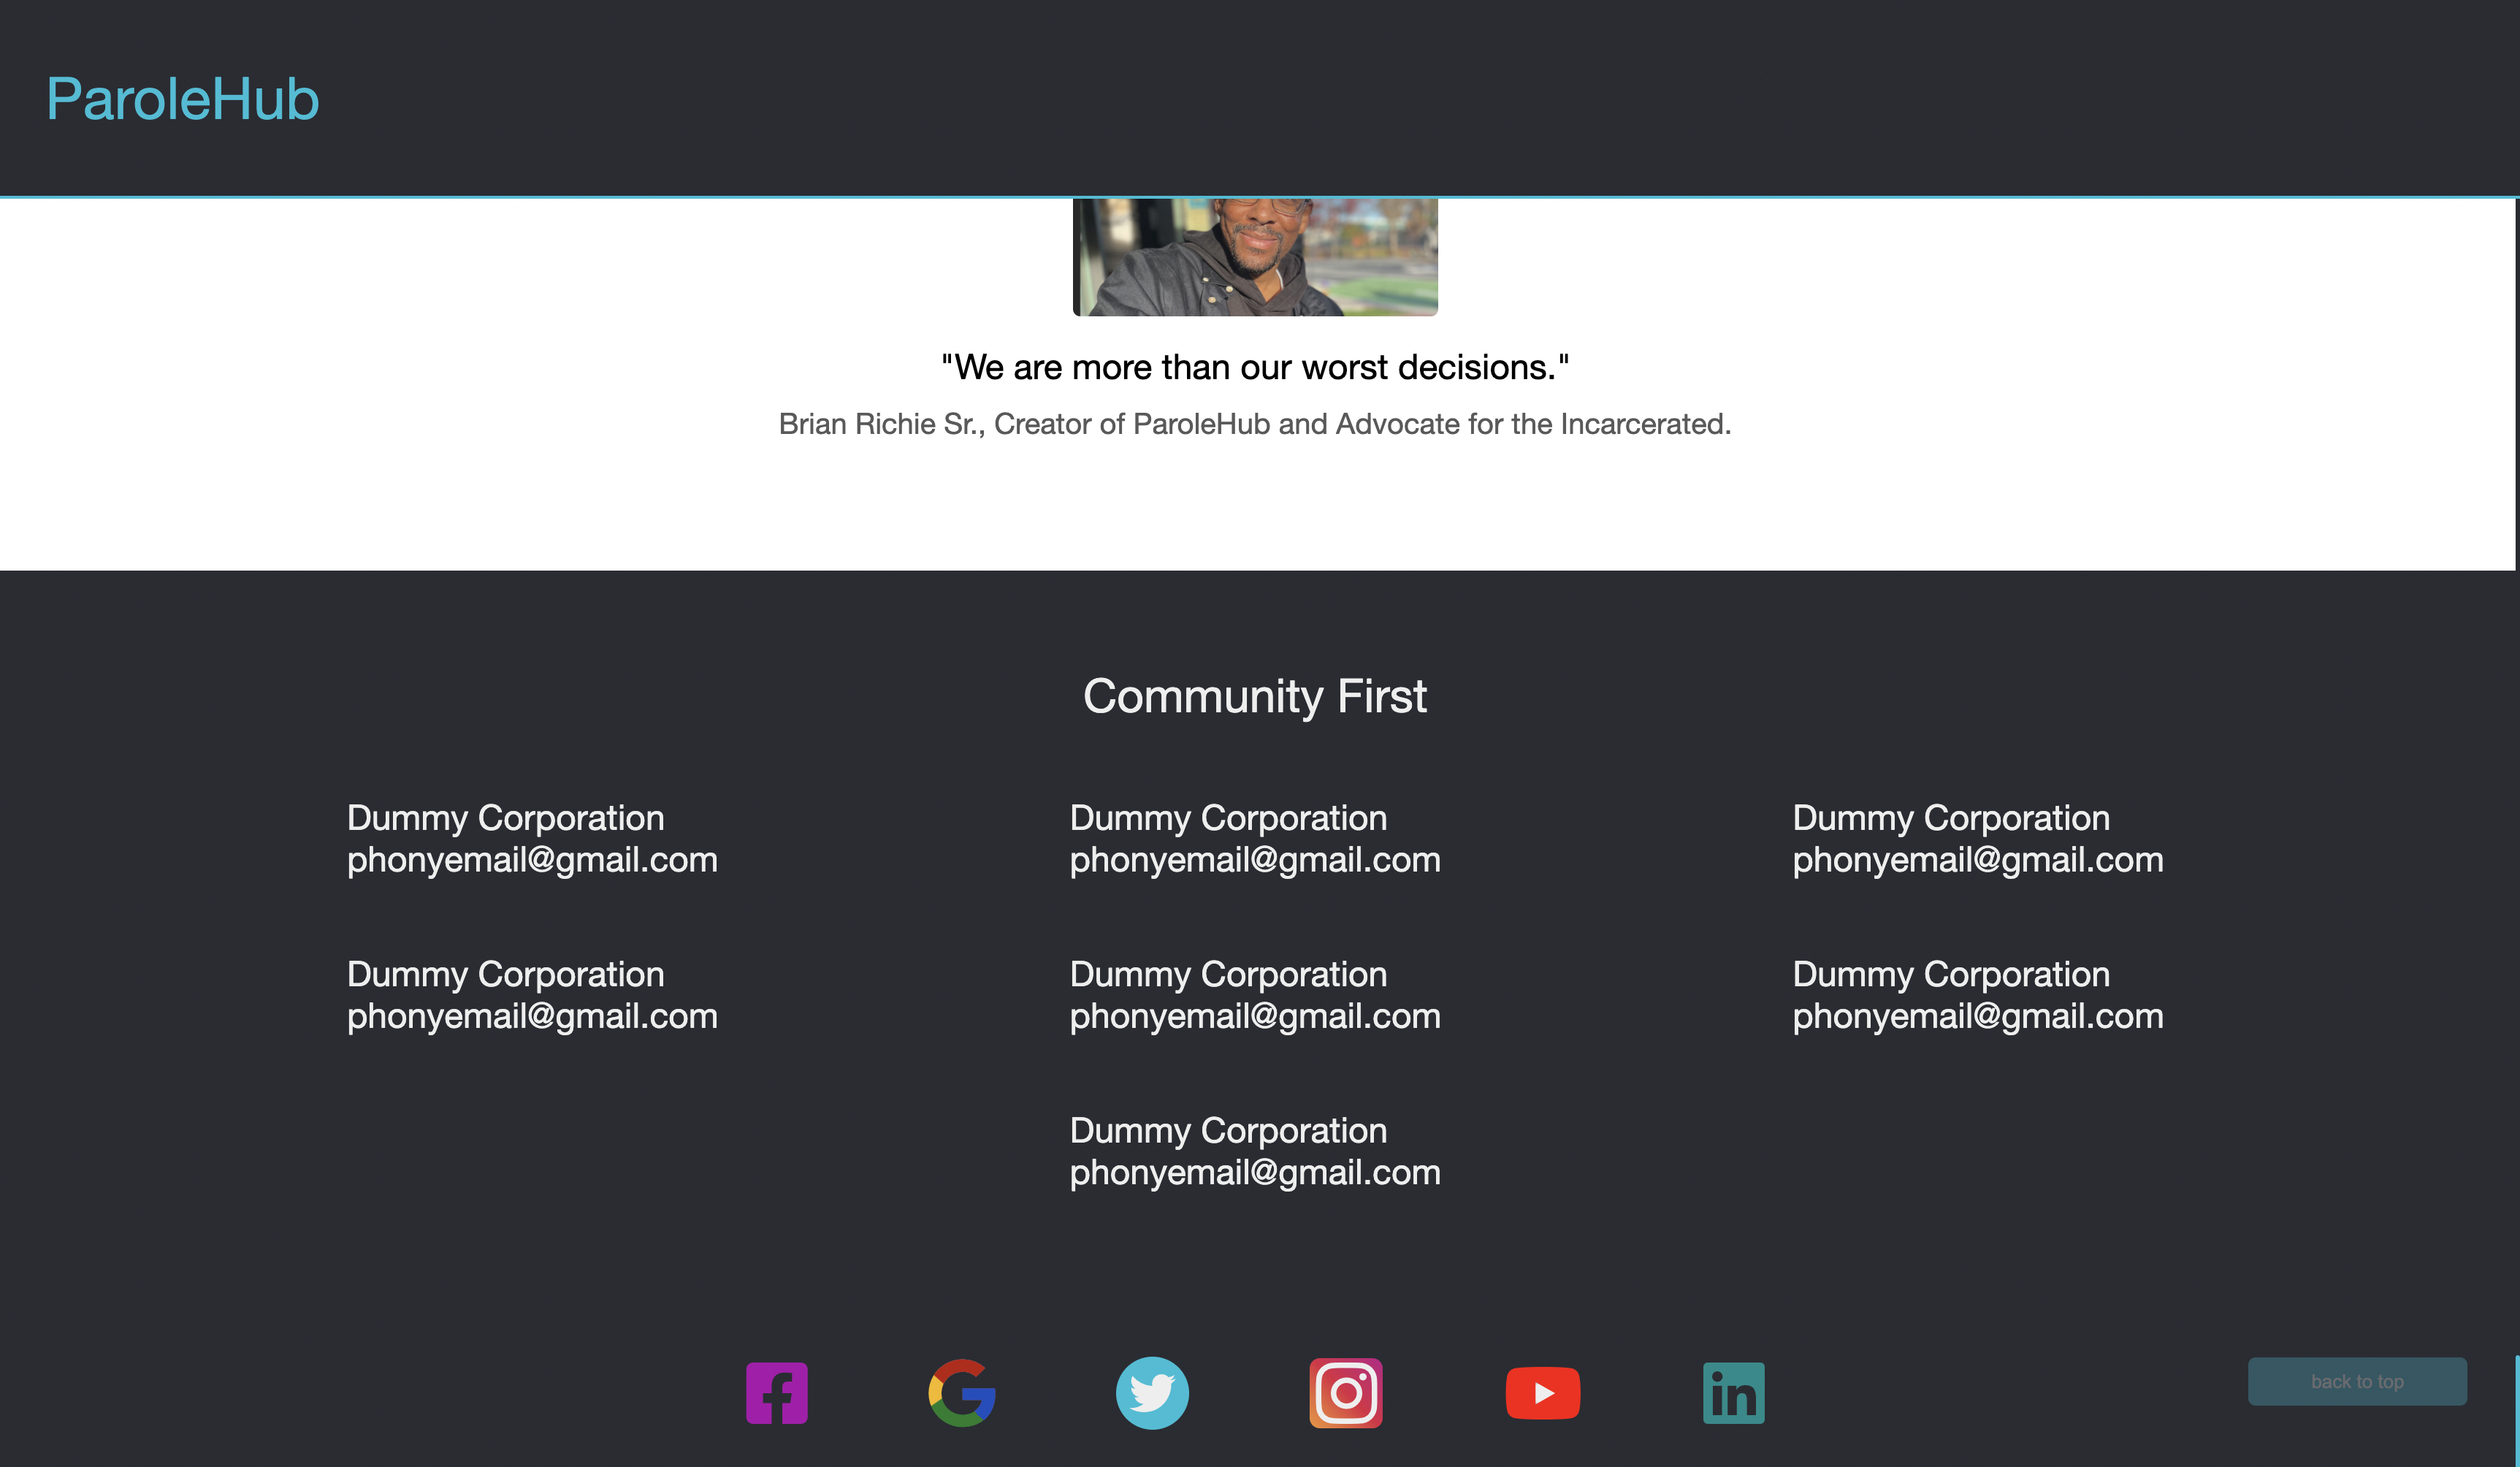 ParoleHub
"We are more than our worst decisions."
Brian Richie Sr., Creator of ParoleHub and Advocate for the Incarcerated.
Community First
Dummy Corporation
phonyemail@gmail.com
Dummy Corporation
phonyemail@gmail.com
Dummy Corporation
phonyemail@gmail.com
Dummy Corporation
phonyemail@gmail.com
Dummy Corporation
phonyemail@gmail.com
Dummy Corporation
phonyemail@gmail.com
Dummy Corporation
phonyemail@gmail.com
in
back to top